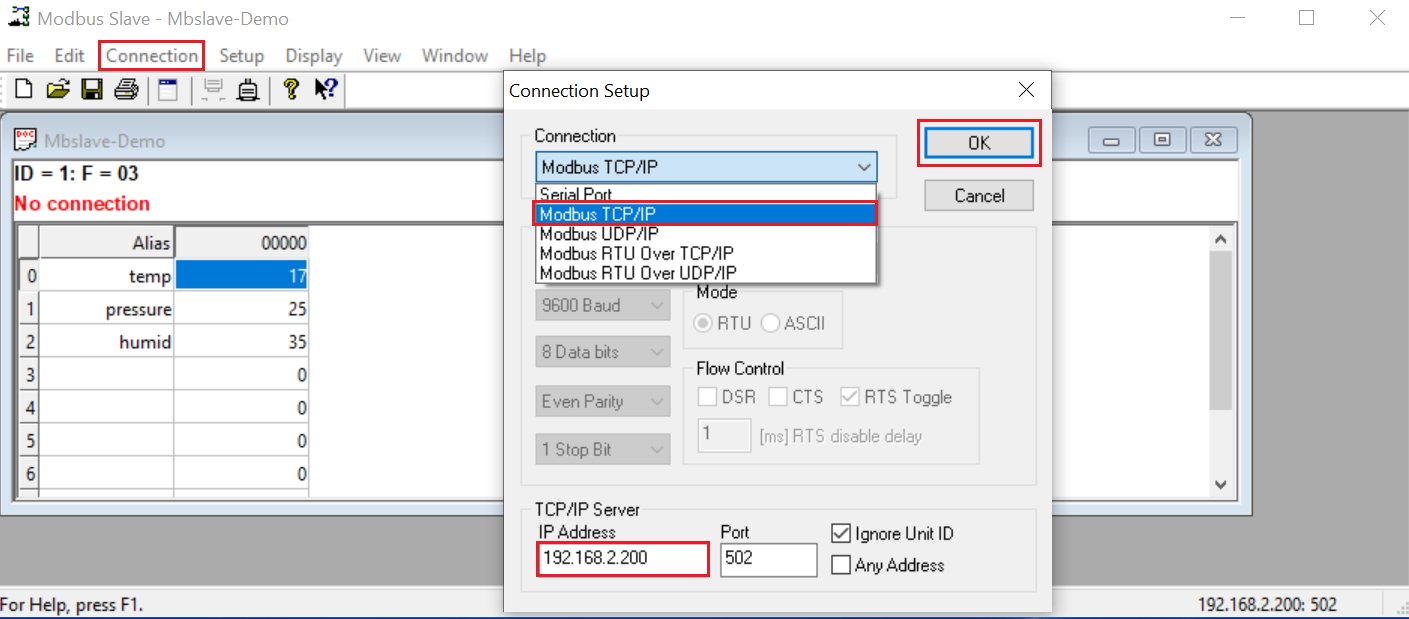 Modbus Slave - Mbslave-Demo
File Edit Connection Setup Display View Window Help
Mbslave-Demo
ID = 1: F = 03
No connection
Alias 00000
0 temp 17
1 pressure 25
2 humid 35
3 0
4 0
5 0
6 0
Connection Setup
Connection
Modbus TCP/IP
Serial Port
Modbus TCP/IP
Modbus UDP/IP
Modbus RTU Over TCP/IP
Modbus RTU Over UDP/IP
OK
Cancel
9600 Baud
8 Data bits
Even Parity
1 Stop Bit
Mode
RTU ASCII
Flow Control
DSR CTS RTS Toggle
1 [ms] RTS disable delay
TCP/IP Server
IP Address Port
192.168.2.200 502
Ignore Unit ID
Any Address
For Help, press F1.
192.168.2.200: 502